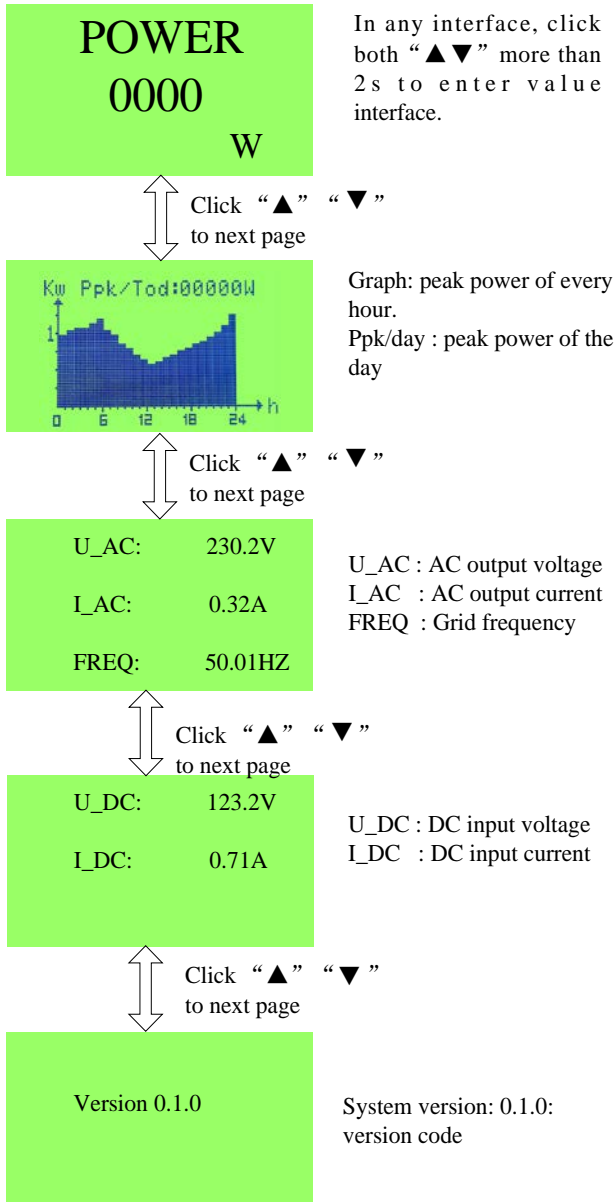 POWER
0000
W
In any interface, click
both “▲▼” more than
2s to enter value
interface.
Click “▲” “▼”
to next page
Kw Ppk/Tod:00000W
1
h
0 6 12 18 24
Graph: peak power of every
hour.
Ppk/day : peak power of the
day
Click “▲” “▼”
to next page
U_AC: 230.2V
I_AC: 0.32A
FREQ: 50.01HZ
U_AC : AC output voltage
I_AC : AC output current
FREQ : Grid frequency
Click “▲” “▼”
to next page
U_DC: 123.2V
I_DC: 0.71A
U_DC : DC input voltage
I_DC : DC input current
Click “▲” “▼”
to next page
Version 0.1.0
System version: 0.1.0:
version code